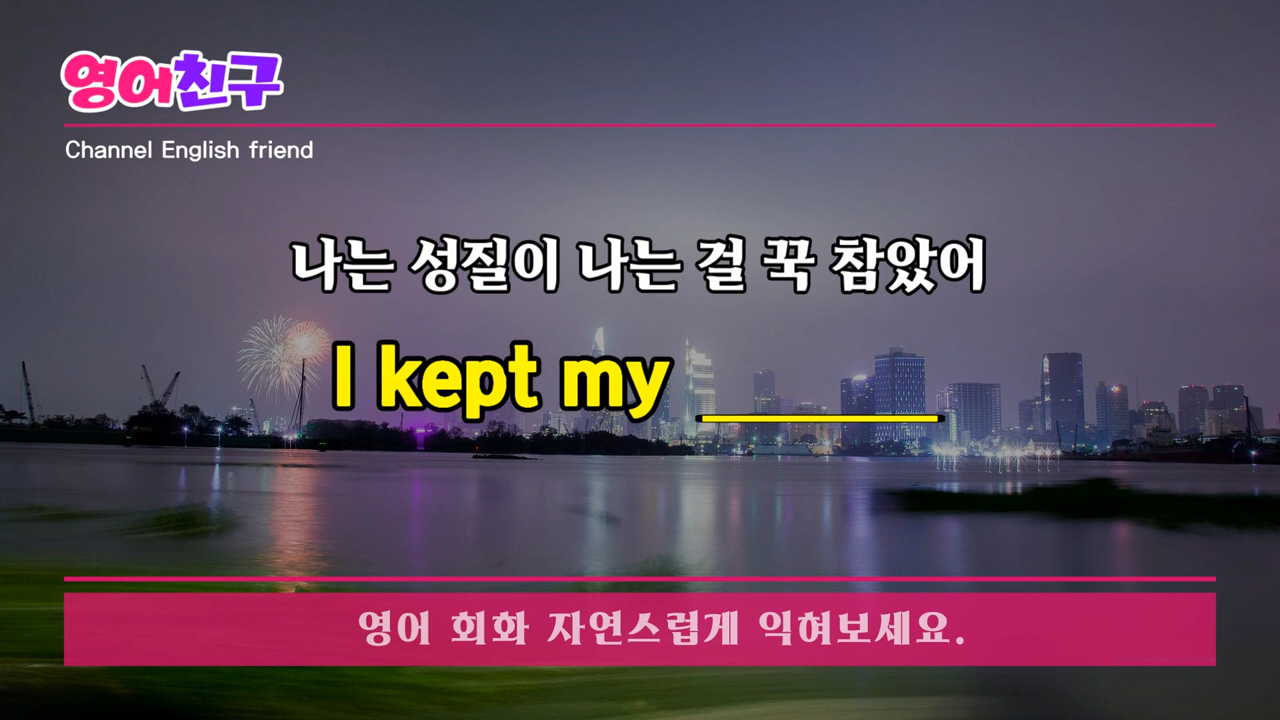 영어친구
Channel English friend
나는 성질이 나는 걸 꾹 참았어
I kept my ________
영어 회화 자연스럽게 익혀보세요.